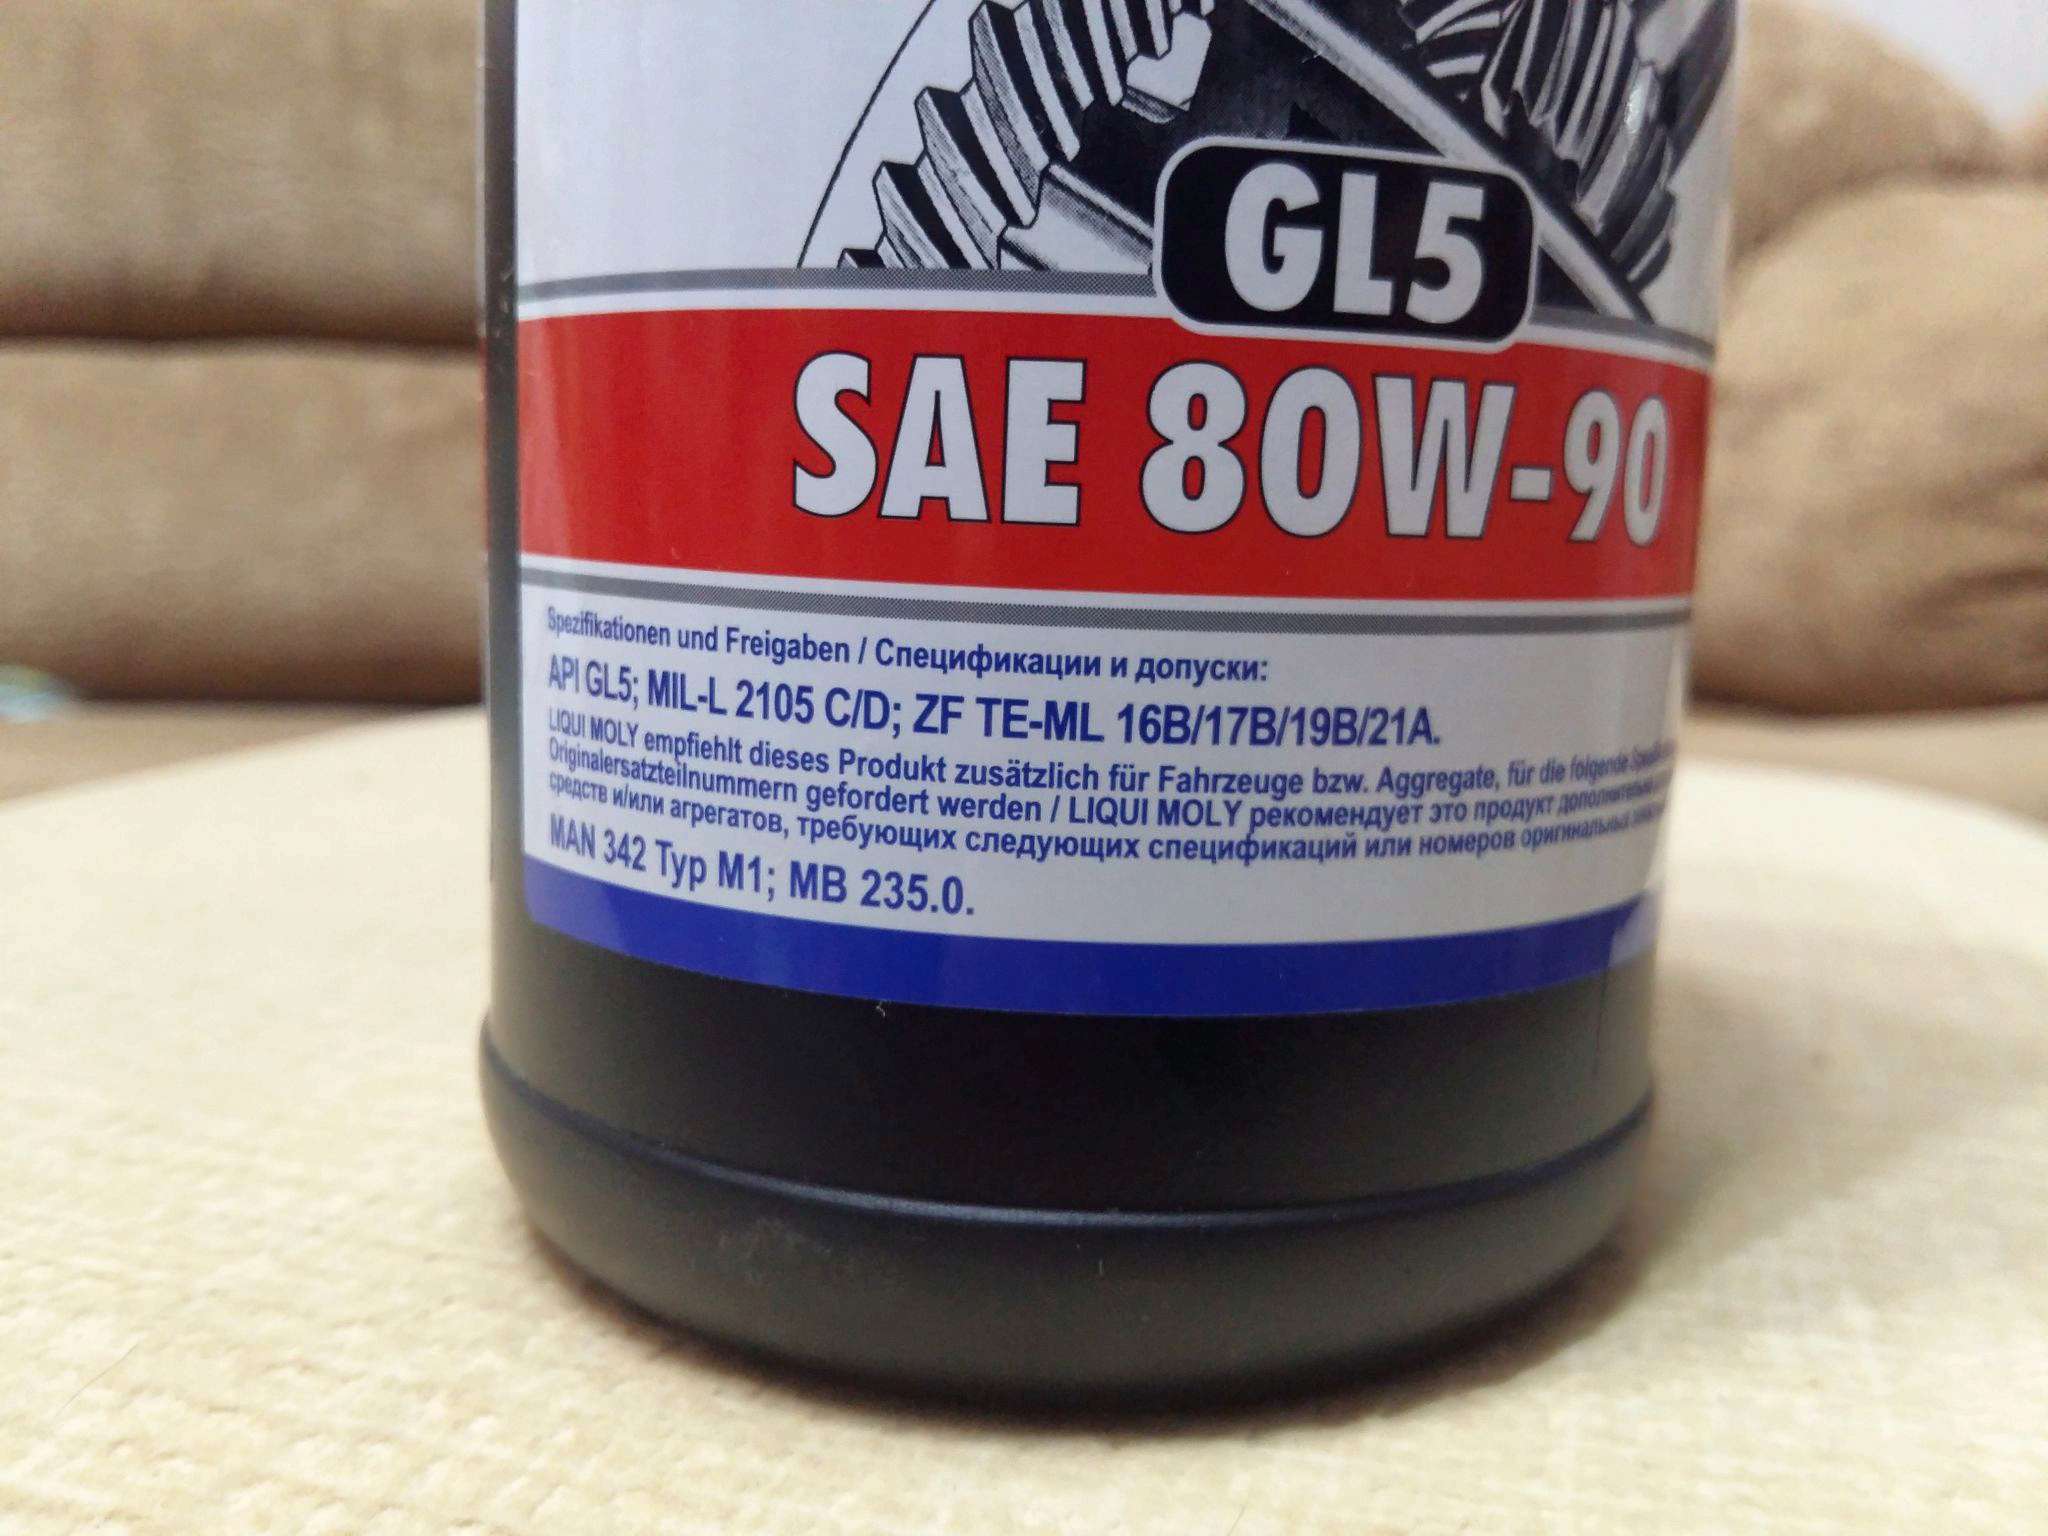 GL5
SAE 80W-90
Spezifikationen und Freigaben / Спецификации и допуски:
API GL5; MIL-L 2105 C/D; ZF TE-ML 16B/17B/19B/21A.
LIQUI MOLY empfiehlt dieses Produkt zusätzlich für Fahrzeuge bzw. Aggregate, für die folgende
Originalersatzteilnummern gefordert werden / LIQUI MOLY рекомендует это продукт дополнительно
средств и/или агрегатов, требующих следующих спецификаций или номеров оригинальных
MAN 342 Typ M1; MB 235.0.